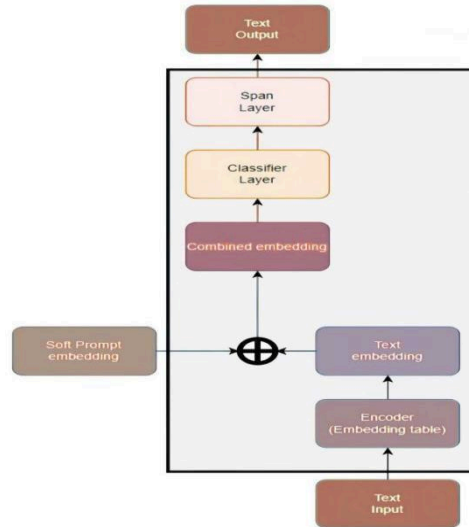 Text
Output
Span
Layer
Classifier
Layer
Combined embedding
Soft Prompt
embedding
Text
embedding
Encoder
(Embedding table)
Text
Input